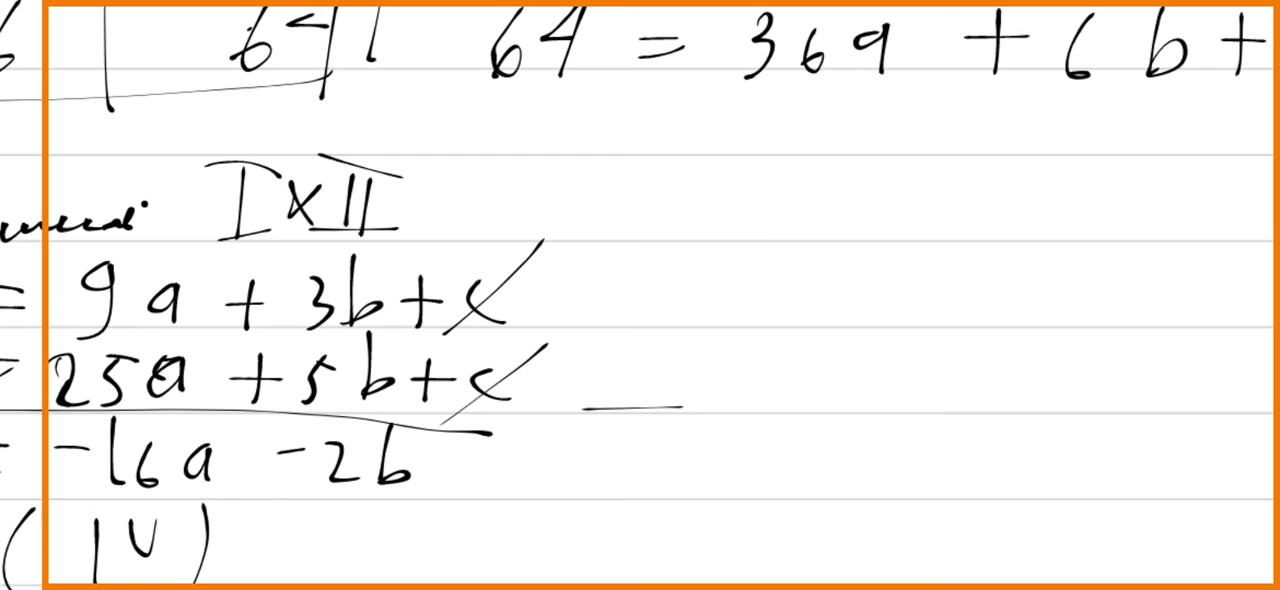 64 64 = 36a + 6b +
I x II
= 9a + 3b + c
= 25a + 5b + c
= -16a - 2b
(IV)